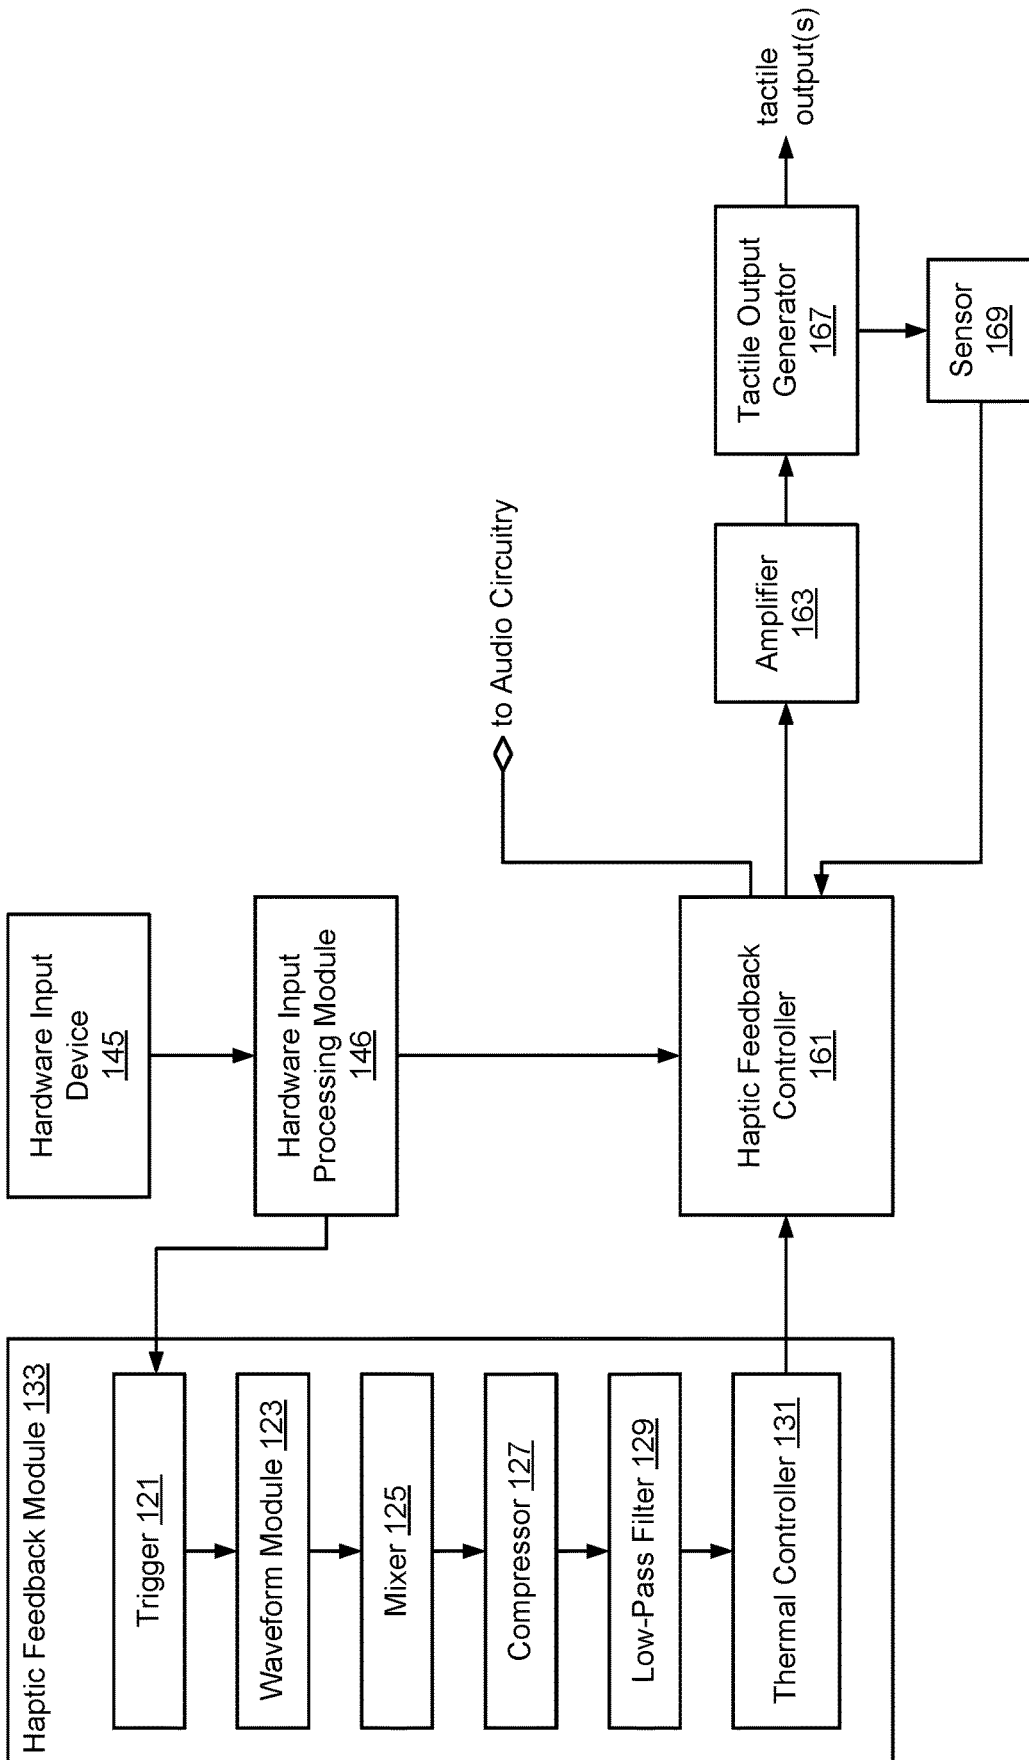 Haptic Feedback Module 133
Trigger 121
Waveform Module 123
Mixer 125
Compressor 127
Low-Pass Filter 129
Thermal Controller 131
Hardware Input
Device
145
Hardware Input
Processing Module
146
Haptic Feedback
Controller
161
to Audio Circuitry
Amplifier
163
Tactile Output
Generator
167
Sensor
169
tactile
output(s)